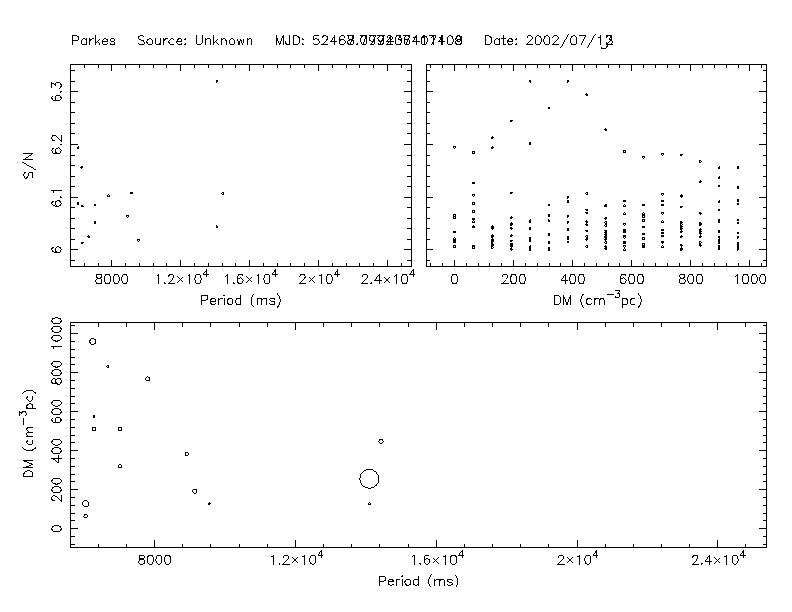 Parkes Source: Unknown MJD: Date: 2002/07/
6.3
6.2
6.1
6
S/N
8000 1.2×10⁴ 1.6×10⁴ 2×10⁴ 2.4×10⁴
Period (ms)
0 200 400 600 800 1000
DM (cm⁻³pc)
1000
800
600
400
200
0
DM (cm⁻³pc)
8000 1.2×10⁴ 1.6×10⁴ 2×10⁴ 2.4×10⁴
Period (ms)